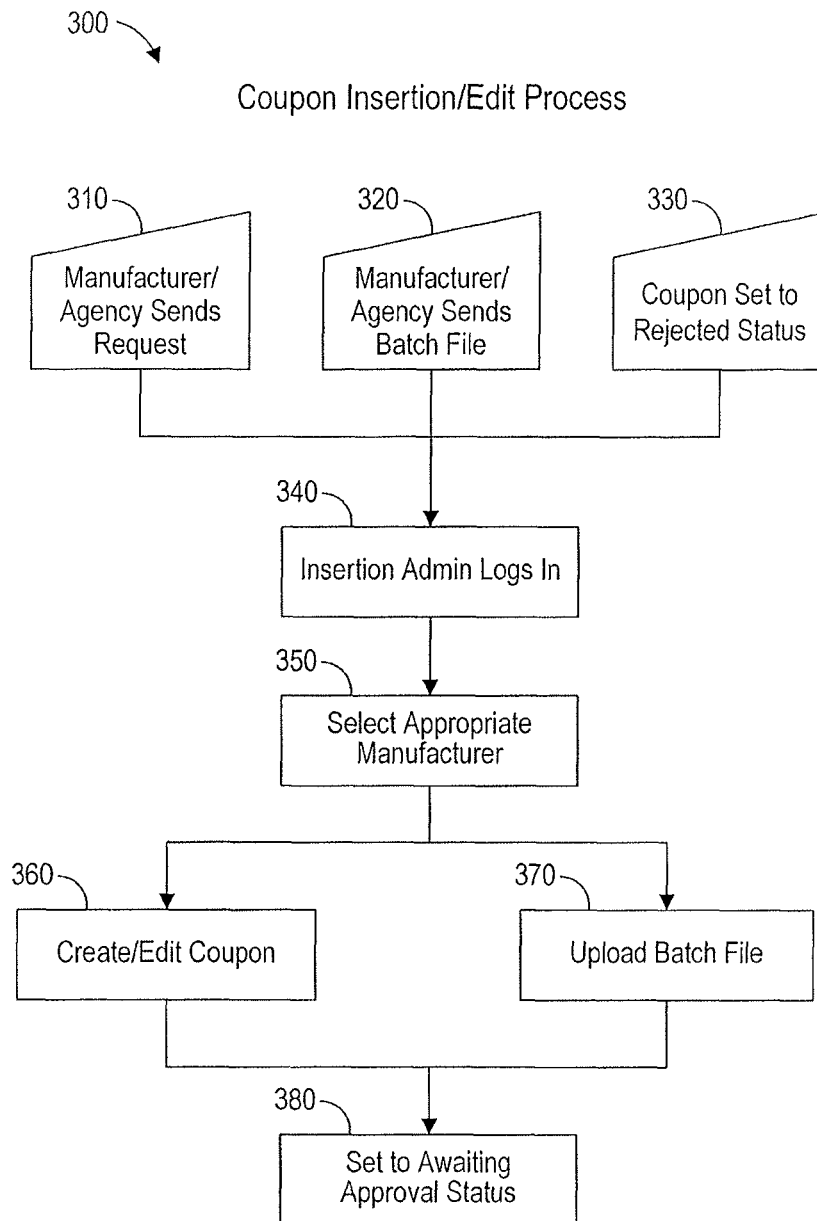 300
Coupon Insertion/Edit Process
310
Manufacturer/
Agency Sends
Request
320
Manufacturer/
Agency Sends
Batch File
330
Coupon Set to
Rejected Status
340
Insertion Admin Logs In
350
Select Appropriate
Manufacturer
360
Create/Edit Coupon
370
Upload Batch File
380
Set to Awaiting
Approval Status